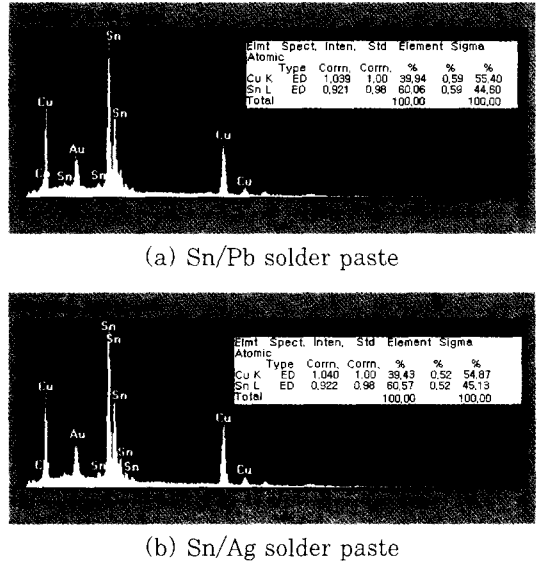 Sn
Elmt Spect. Inten. Std Element Sigma
Atomic
Type Corrn. Corrn. % % %
Cu K ED 1,039 1,00 39,94 0,59 55,40
Sn L ED 0,921 0,98 60,06 0,59 44,60
Total 100,00 100,00
Cu Sn
Au Cu
Sn Sn Cu
(a) Sn/Pb solder paste
Sn
Sn
Elmt Spect. Inten. Std Element Sigma
Atomic
Type Corrn. Corrn. % % %
Cu K ED 1,040 1,00 39,43 0,52 54,87
Sn L ED 0,922 0,98 60,57 0,52 45,13
Total 100,00 100,00
Cu Sn
Au Cu
Sn Sn Sn Cu
(b) Sn/Ag solder paste